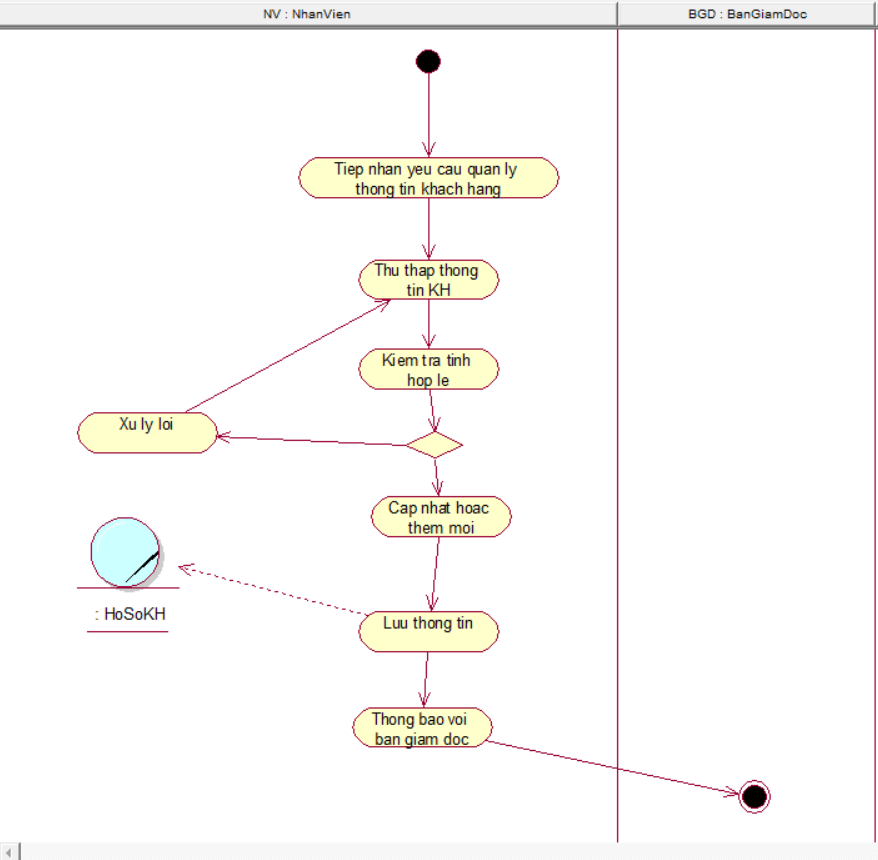 NV : NhanVien
BGD : BanGiamDoc
Tiep nhan yeu cau quan ly
thong tin khach hang
Thu thap thong
tin KH
Kiem tra tinh
hop le
Xu ly loi
Cap nhat hoac
them moi
: HoSoKH
Luu thong tin
Thong bao voi
ban giam doc